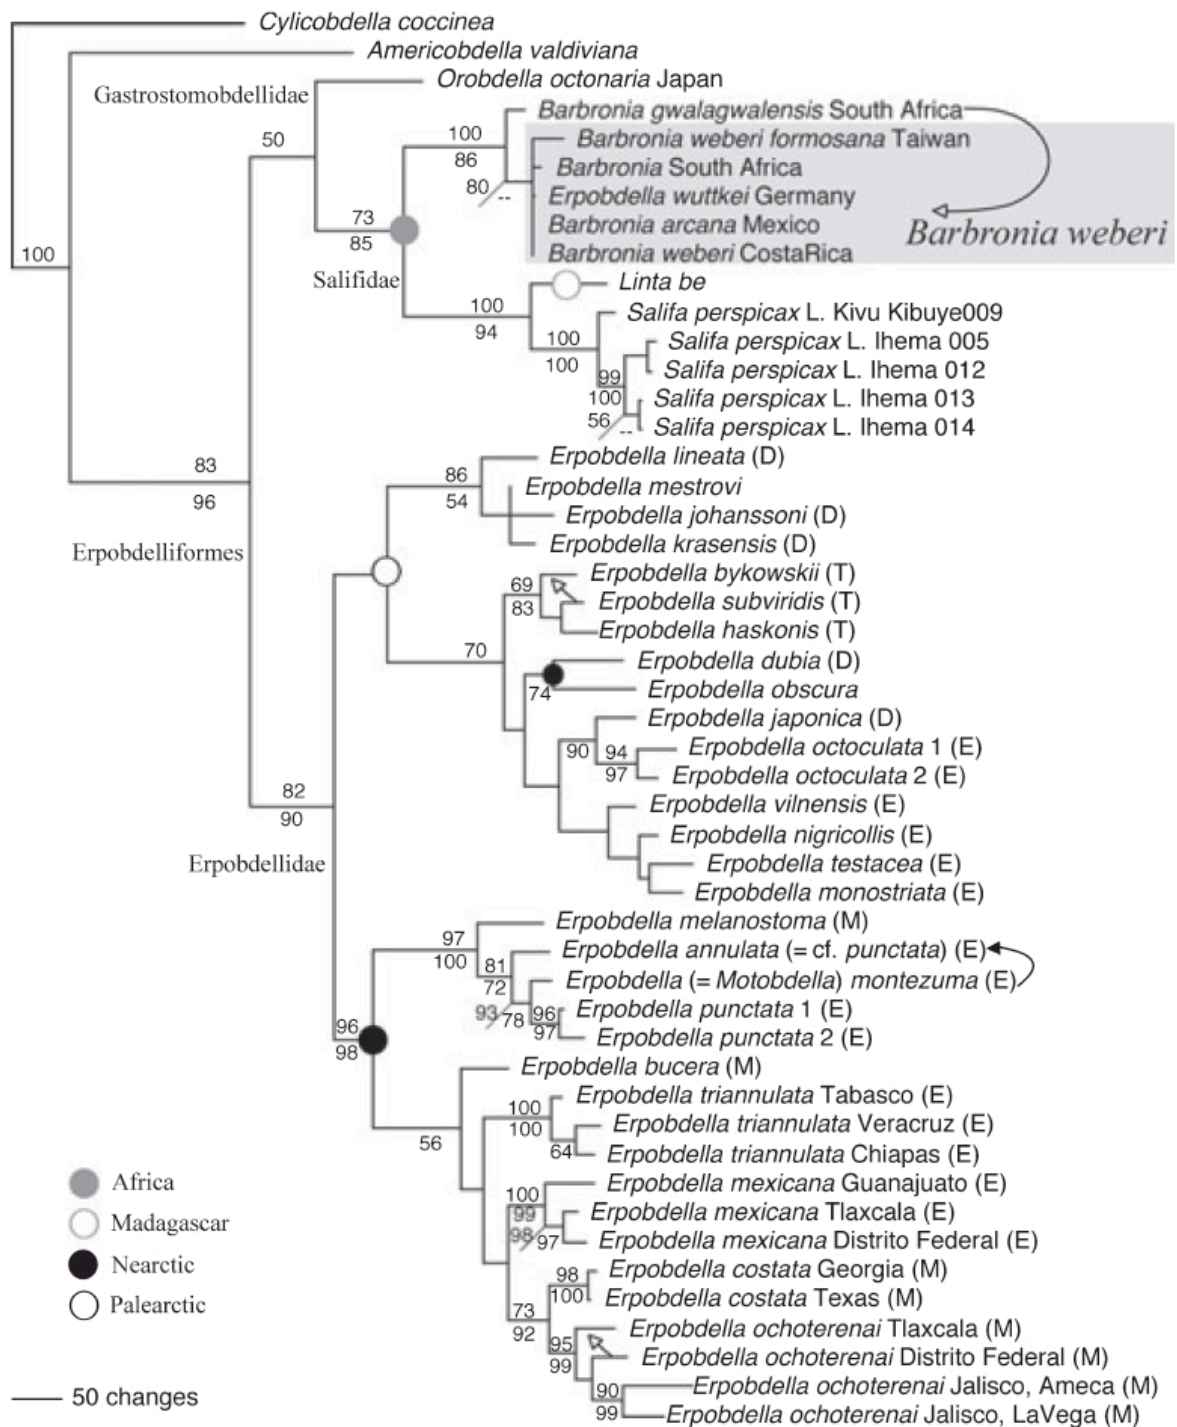 Cylicobdella coccinea
Americobdella valdiviana
Orobdella octonaria Japan
Gastrostomobdellidae
Barbronia gwalagwalensis South Africa
50
100
86
Barbronia weberi formosana Taiwan
Barbronia South Africa
80
--
Erpobdella wuttkei Germany
73
85
Barbronia arcana Mexico
Barbronia weberi
100
Barbronia weberi CostaRica
Salifidae
Linta be
100
94
Salifa perspicax L. Kivu Kibuye009
100
100
Salifa perspicax L. Ihema 005
Salifa perspicax L. Ihema 012
99
100
Salifa perspicax L. Ihema 013
56
--
Salifa perspicax L. Ihema 014
83
96
Erpobdella lineata (D)
86
54
Erpobdella mestrovi
Erpobdella johanssoni (D)
Erpobdella krasensis (D)
Erpobdelliformes
Erpobdella bykowskii (T)
69
83
Erpobdella subviridis (T)
Erpobdella haskonis (T)
70
Erpobdella dubia (D)
74
Erpobdella obscura
Erpobdella japonica (D)
90
94
97
Erpobdella octoculata 1 (E)
Erpobdella octoculata 2 (E)
82
90
Erpobdella vilnensis (E)
Erpobdella nigricollis (E)
Erpobdellidae
Erpobdella testacea (E)
Erpobdella monostriata (E)
Erpobdella melanostoma (M)
97
100
Erpobdella annulata (= cf. punctata) (E)
81
72
Erpobdella (= Motobdella) montezuma (E)
93
78
96
97
Erpobdella punctata 1 (E)
Erpobdella punctata 2 (E)
96
98
Erpobdella bucera (M)
Erpobdella triannulata Tabasco (E)
100
100
Erpobdella triannulata Veracruz (E)
56
64
Erpobdella triannulata Chiapas (E)
Africa
Erpobdella mexicana Guanajuato (E)
100
99
Erpobdella mexicana Tlaxcala (E)
Madagascar
98
97
Erpobdella mexicana Distrito Federal (E)
Nearctic
Erpobdella costata Georgia (M)
98
100
Erpobdella costata Texas (M)
Palearctic
73
92
Erpobdella ochoterenai Tlaxcala (M)
95
99
Erpobdella ochoterenai Distrito Federal (M)
90
99
Erpobdella ochoterenai Jalisco, Ameca (M)
50 changes
Erpobdella ochoterenai Jalisco, LaVega (M)